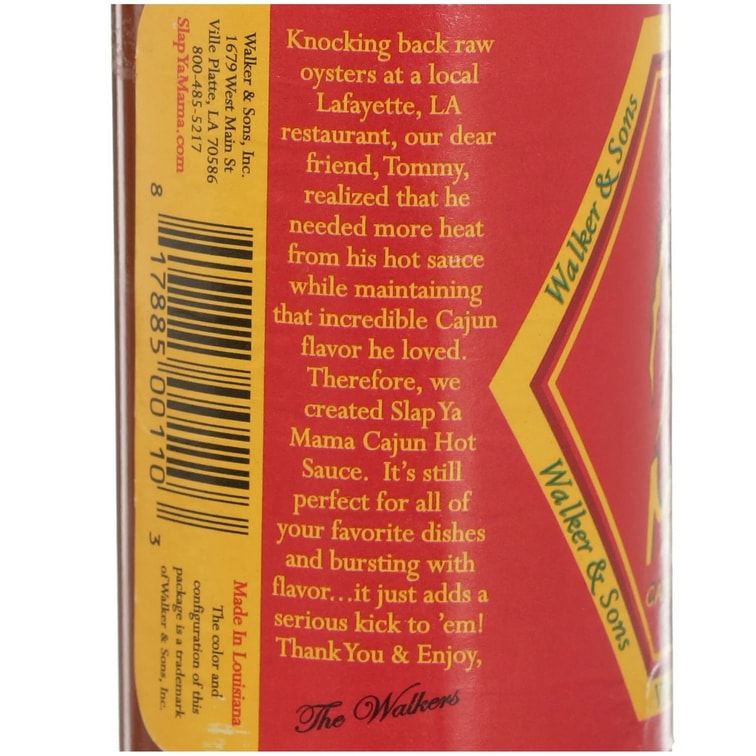 Walker & Sons, Inc.
1679 West Main St
Ville Platte, LA 70586
800-485-5217
SlapYaMama.com
8 17885 00110 3
Made In Louisiana
The color and
configuration of this
package is a trademark
of Walker & Sons, Inc.
Knocking back raw
oysters at a local
Lafayette, LA
restaurant, our dear
friend, Tommy,
realized that he
needed more heat
from his hot sauce
while maintaining
that incredible Cajun
flavor he loved.
Therefore, we
created Slap Ya
Mama Cajun Hot
Sauce. It's still
perfect for all of
your favorite dishes
and bursting with
flavor...it just adds a
serious kick to 'em!
Thank You & Enjoy,
The Walkers
Walker & Sons
Walker & Sons